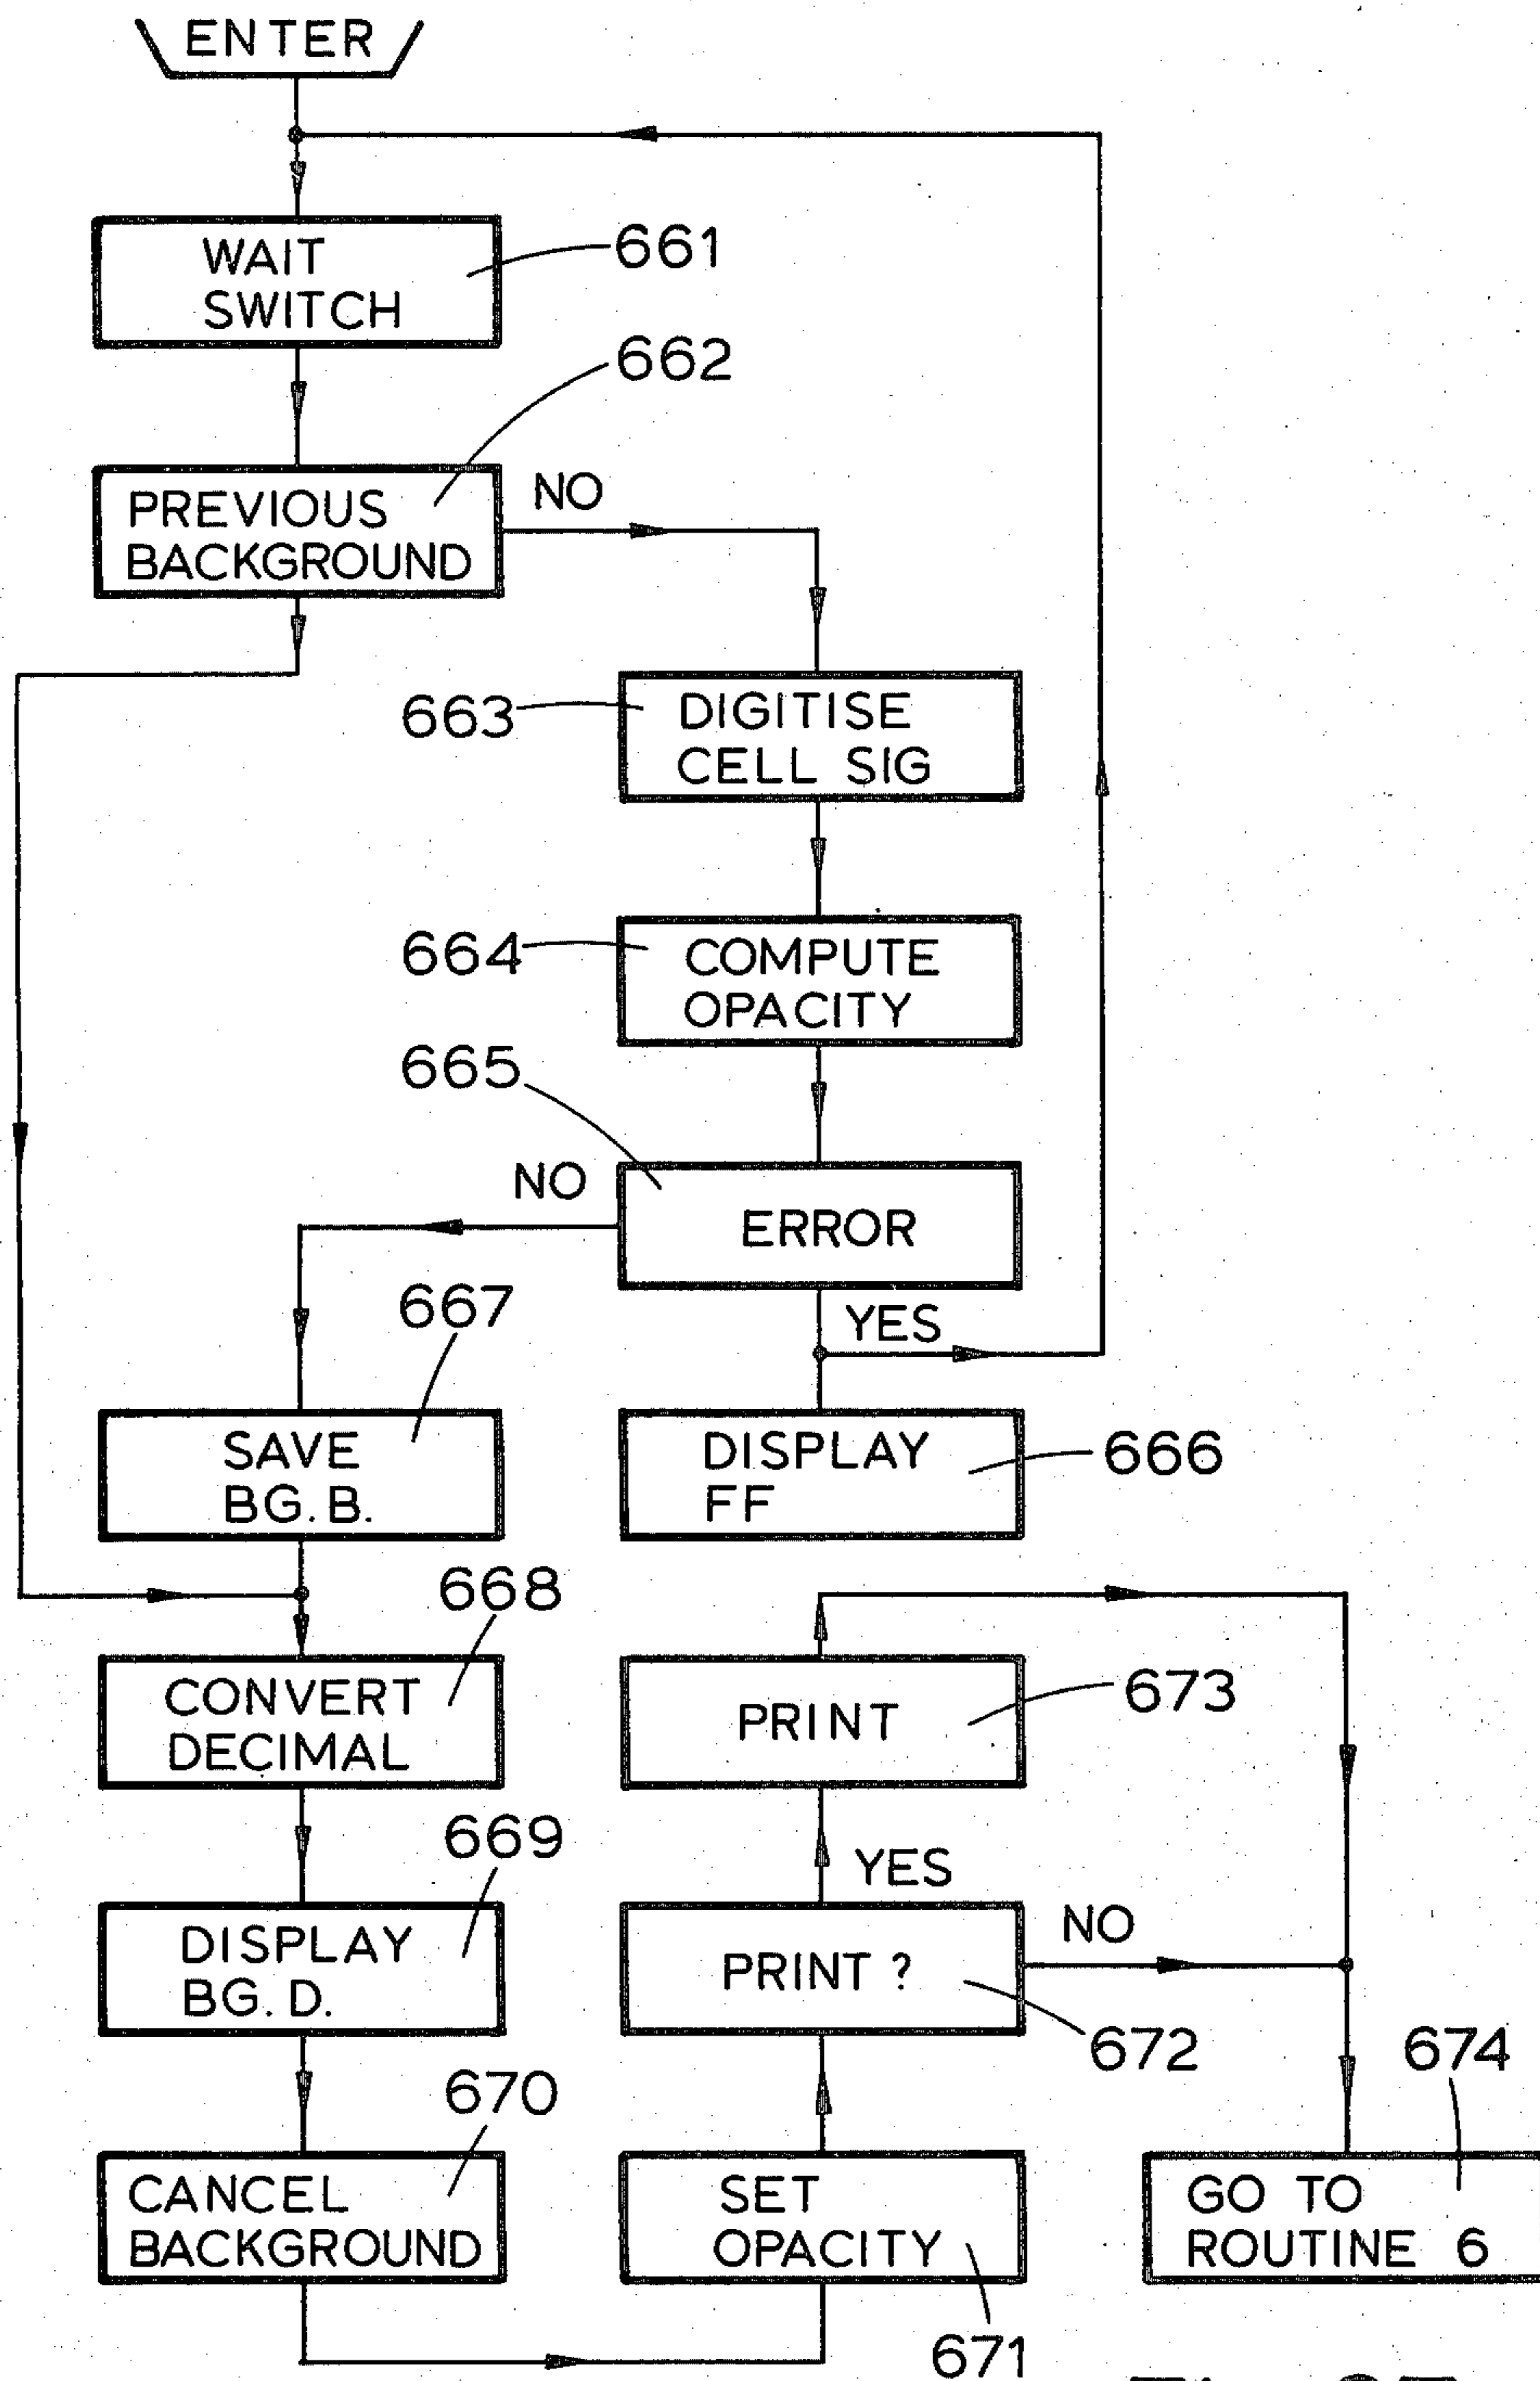 ENTER
WAIT
SWITCH
661
662
PREVIOUS
BACKGROUND
NO
663
DIGITISE
CELL SIG
664
COMPUTE
OPACITY
665
NO
ERROR
667
YES
SAVE
BG. B.
DISPLAY
FF
666
668
CONVERT
DECIMAL
PRINT
673
669
YES
DISPLAY
BG. D.
PRINT ?
NO
672
674
670
CANCEL
BACKGROUND
SET
OPACITY
GO TO
ROUTINE 6
671